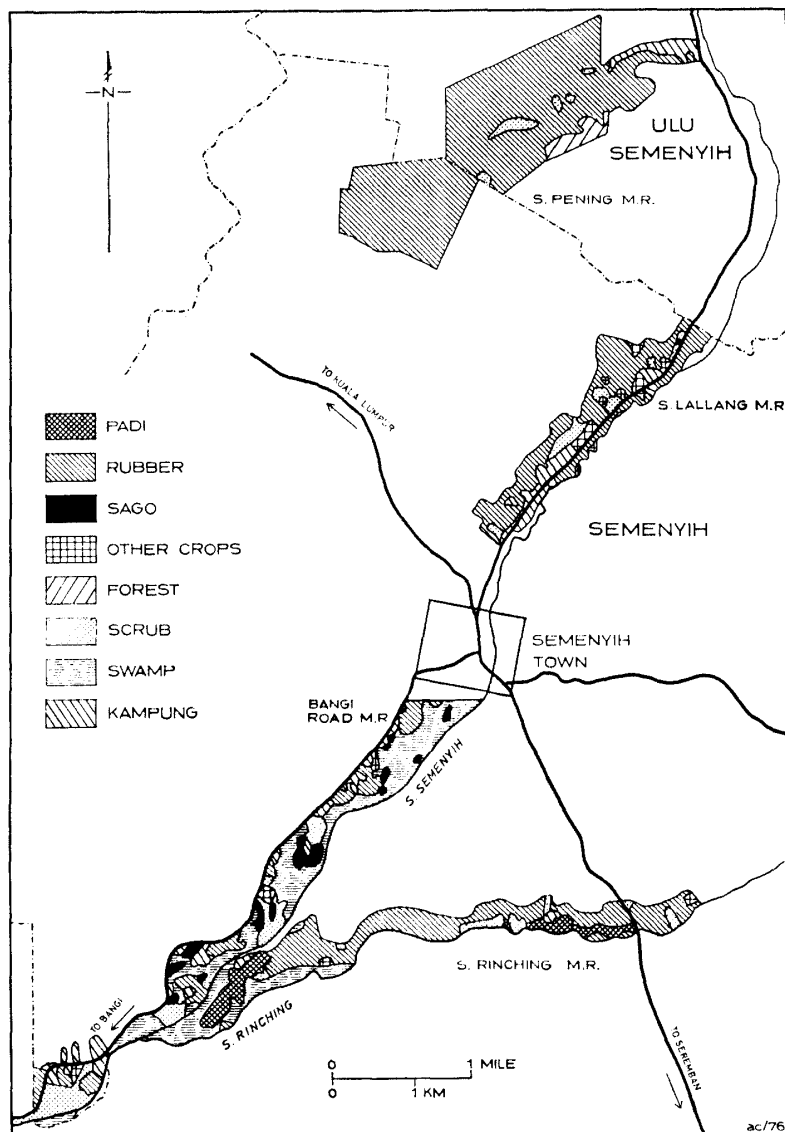 N
ULU
SEMENYIH
S. PENING M.R.
TO KUALA LUMPUR
S. LALLANG M.R
PADI
RUBBER
SAGO
OTHER CROPS
FOREST
SCRUB
SWAMP
KAMPUNG
SEMENYIH
SEMENYIH
TOWN
BANGI
ROAD M.R
S. SEMENYIH
S. RINCHING M.R.
TO BANGI
S. RINCHING
TO SEREMBAN
0 1 MILE
0 1 KM
ac/76